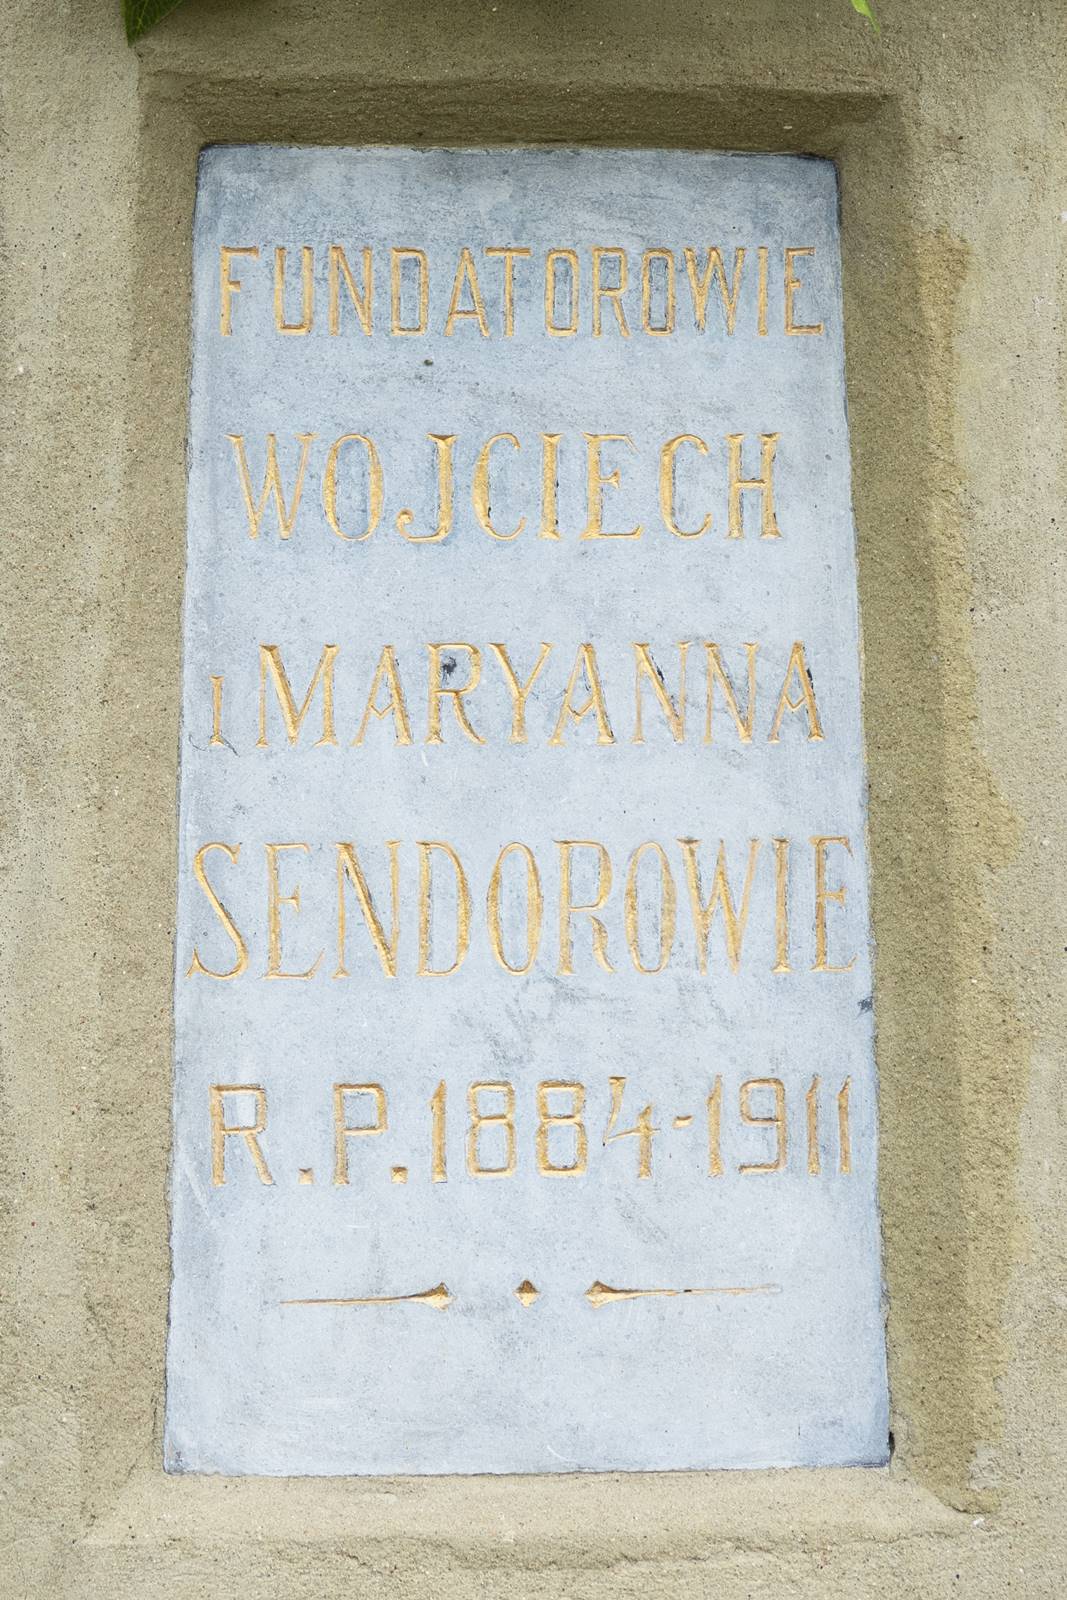 FUNDATOROWIE
WOJCIECH
i MARYANNA
SENDOROWIE
R.P.1884-1911